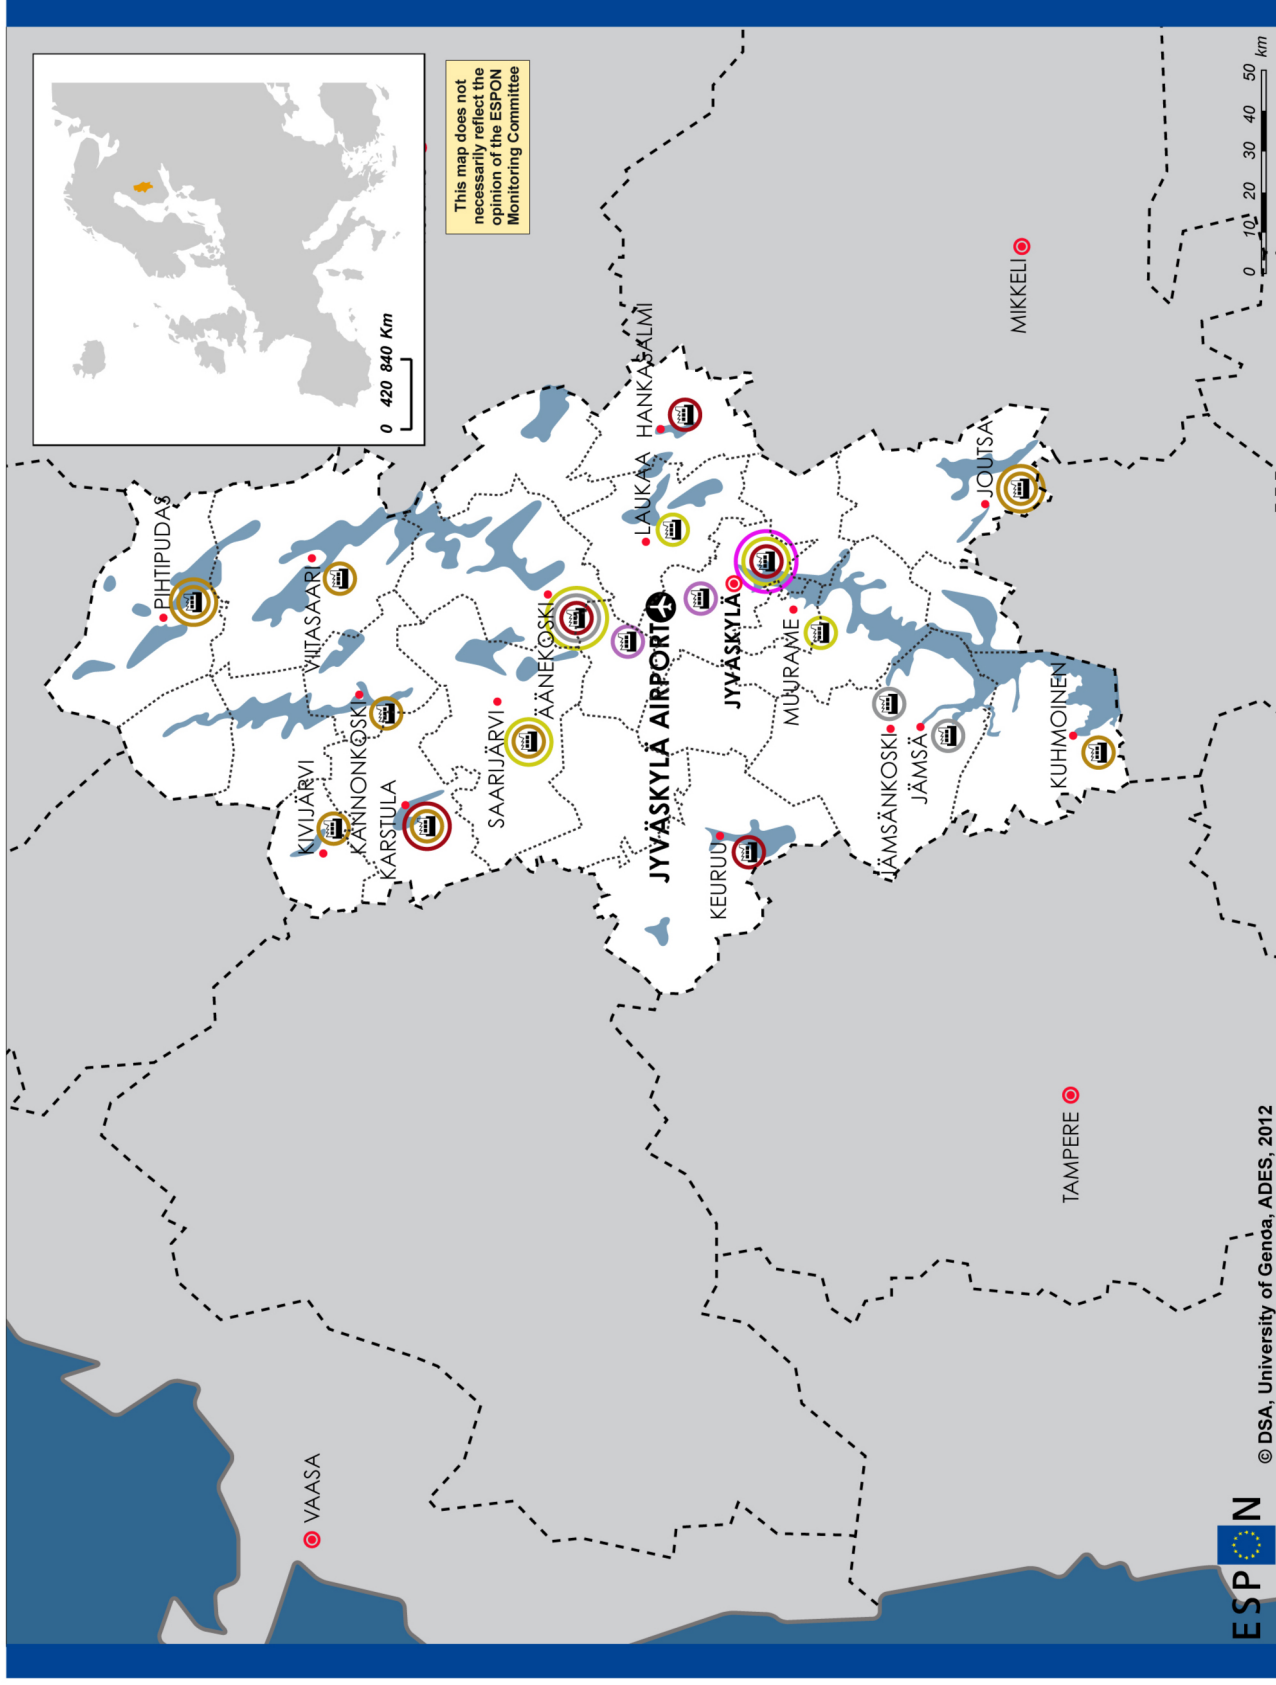 This map does not
necessarily reflect the
opinion of the ESPON
Monitoring Committee
0 420 840 Km
PIHTIPUDAS
VIITASAARI
KIVIJÄRVI
KANNONKOSKI
KARSTULA
SAARIJÄRVI
ÄÄNEKOSKI
LAUKAA
HANKASALMI
JYVÄSKYLÄ AIRPORT
JYVÄSKYLÄ
KEURUU
MUURAME
JÄMSÄNKOSKI
JÄMSÄ
JOUTSA
KUHMOINEN
MIKKELI
VAASA
TAMPERE
0 10 20 30 40 50 km
ESPON
© DSA, University of Genoa, ADES, 2012